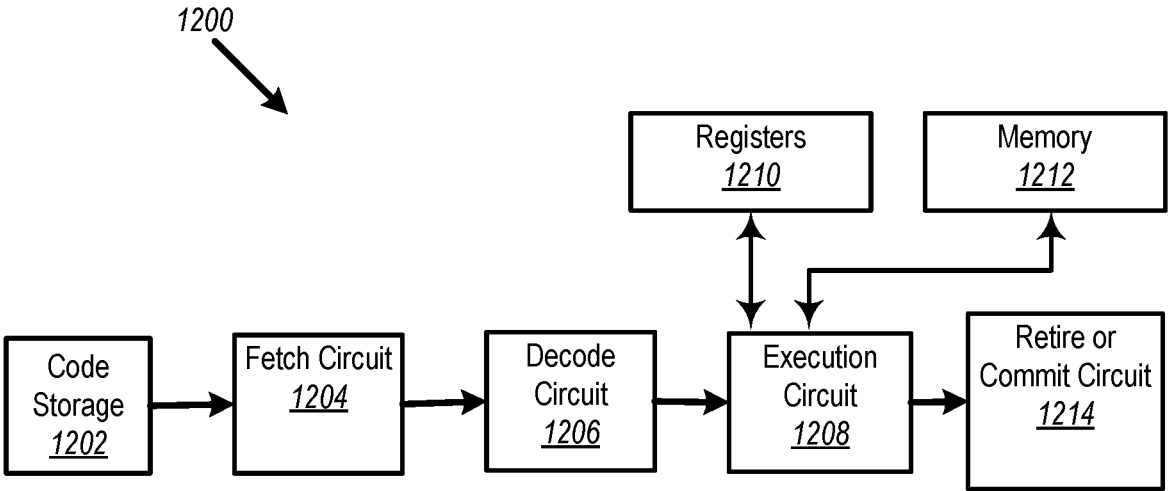 1200
Registers
1210
Memory
1212
Code
Storage
1202
Fetch Circuit
1204
Decode
Circuit
1206
Execution
Circuit
1208
Retire or
Commit Circuit
1214